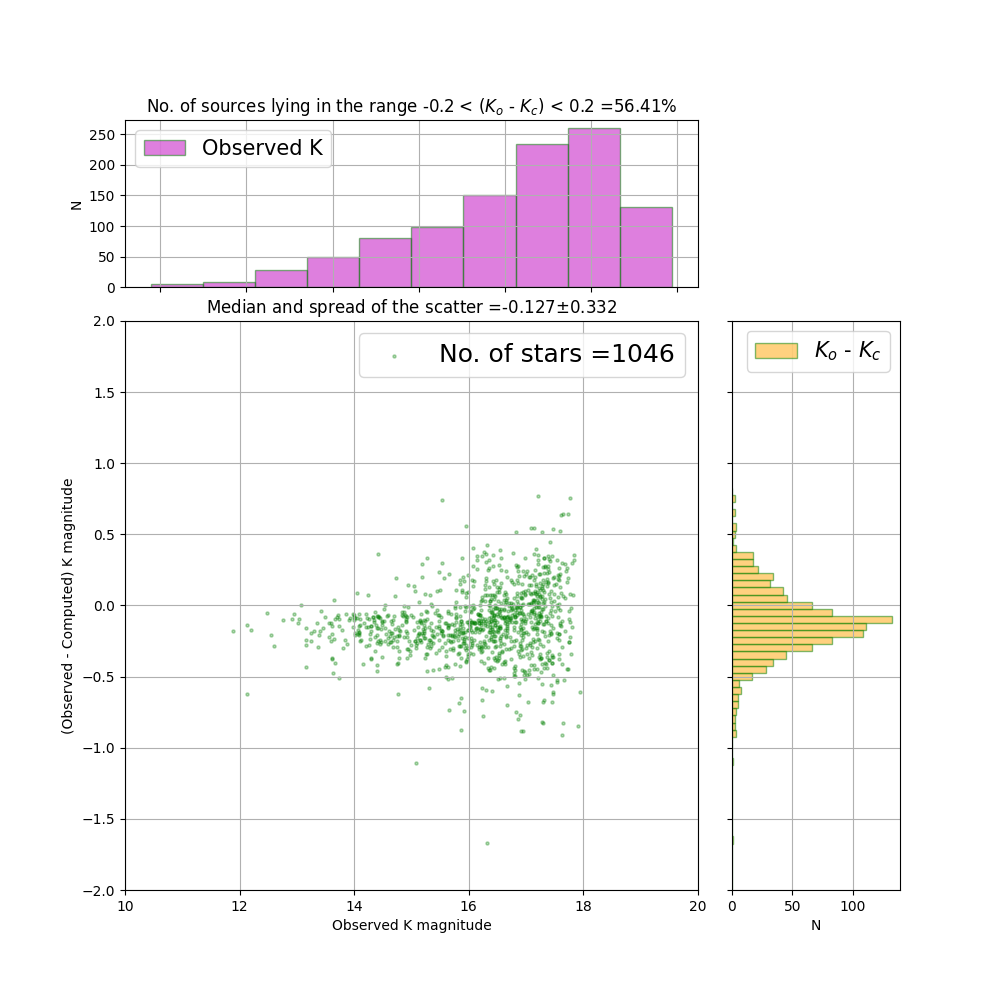 No. of sources lying in the range -0.2 < (Kₒ - K_c) < 0.2 =56.41%
250
200
150
100
50
0
N
Observed K
Median and spread of the scatter =-0.127±0.332
2.0
1.5
1.0
0.5
0.0
−0.5
−1.0
−1.5
−2.0
(Observed - Computed) K magnitude
No. of stars =1046
10 12 14 16 18 20
Observed K magnitude
Kₒ - K_c
0 50 100
N